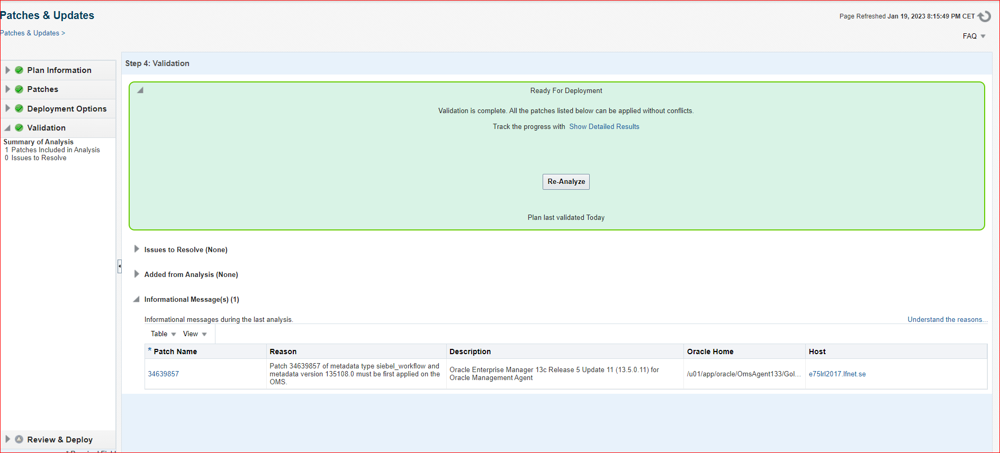 Patches & Updates
Page Refreshed Jan 19, 2023 8:15:49 PM CET
Patches & Updates >
FAQ
Plan Information
Patches
Deployment Options
Validation
Summary of Analysis
1 Patches Included in Analysis
0 Issues to Resolve
Review & Deploy
Step 4: Validation
Ready For Deployment
Validation is complete. All the patches listed below can be applied without conflicts.
Track the progress with Show Detailed Results
Re-Analyze
Plan last validated Today
Issues to Resolve (None)
Added from Analysis (None)
Informational Message(s) (1)
Informational messages during the last analysis.
Understand the reasons...
Table View
* Patch Name Reason Description Oracle Home Host
34639857
Patch 34639857 of metadata type siebel_workflow and
metadata version 135108.0 must be first applied on the
OMS.
Oracle Enterprise Manager 13c Release 5 Update 11 (13.5.0.11) for
Oracle Management Agent
/u01/app/oracle/OmsAgent133/Gol...
e75lrl2017.lfnet.se